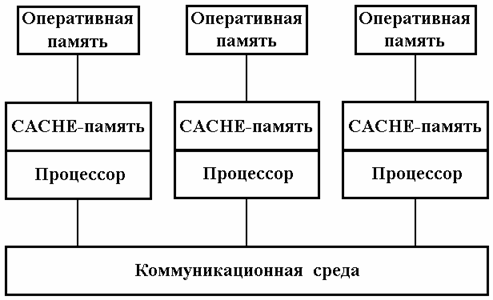 Оперативная
память
Оперативная
память
Оперативная
память
CACHE-память
CACHE-память
CACHE-память
Процессор
Процессор
Процессор
Коммуникационная среда